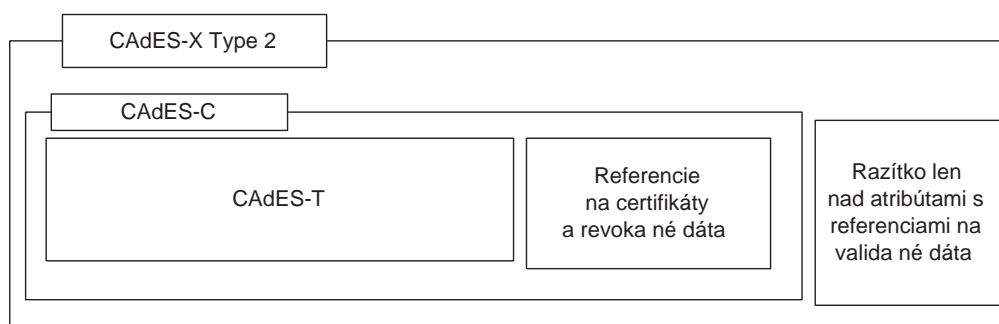 CAdES-X Type 2
CAdES-C
CAdES-T
Referencie
na certifikáty
a revoka né dáta
Razítko len
nad atribútami s
referenciami na
valida né dáta